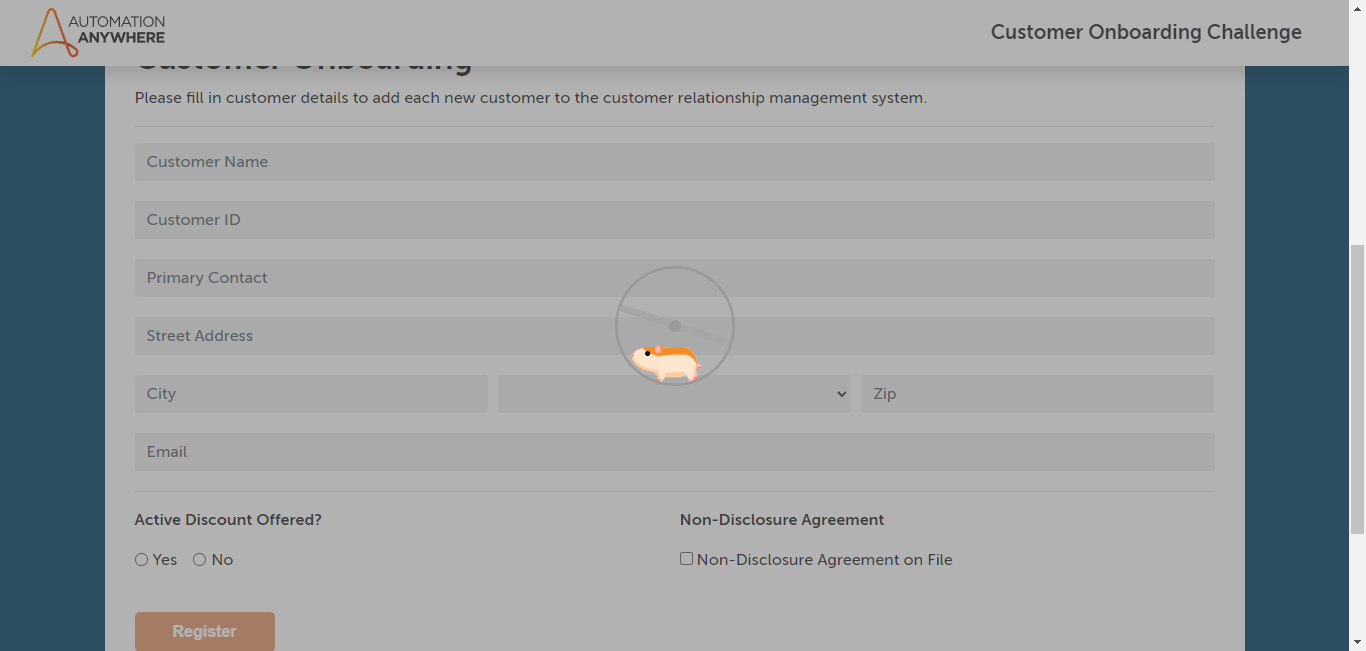 AUTOMATION
ANYWHERE
Customer Onboarding Challenge
Customer Onboarding
Please fill in customer details to add each new customer to the customer relationship management system.
Customer Name
Customer ID
Primary Contact
Street Address
City
Zip
Email
Active Discount Offered?
Non-Disclosure Agreement
Yes
No
Non-Disclosure Agreement on File
Register